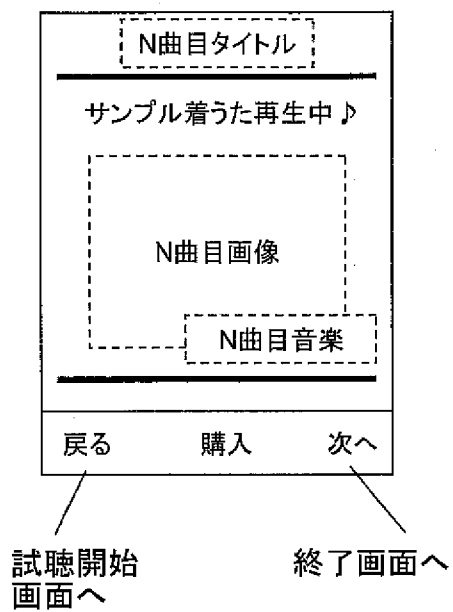 N曲目タイトル
サンプル着うた再生中♪
N曲目画像
N曲目音楽
戻る 購入 次へ
試聴開始
画面へ
終了画面へ